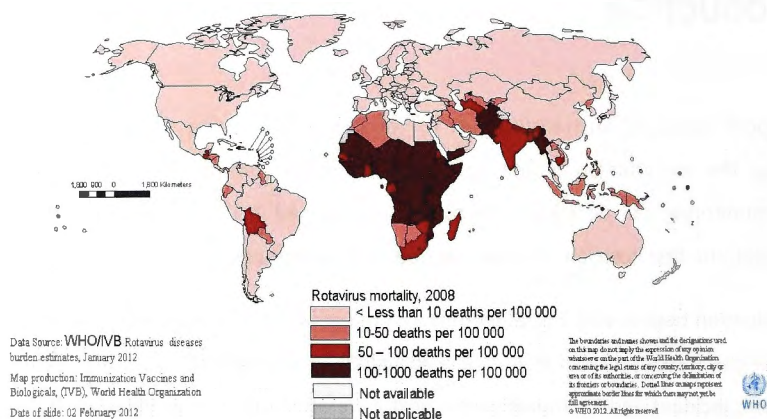 1,800 900 0 1,800 Kilometers
Rotavirus mortality, 2008
< Less than 10 deaths per 100 000
10-50 deaths per 100 000
50 – 100 deaths per 100 000
100-1000 deaths per 100 000
Not available
Not applicable
Data Source: WHO/IVB Rotavirus diseases
burden estimates, January 2012
Map production: Immunization Vaccines and
Biologicals, (IVB), World Health Organization
Date of slide: 02 February 2012
The boundaries and names shown and the designations used
on this map do not imply the expression of any opinion
whatsoever on the part of the World Health Organization
concerning the legal status of any country, territory, city or
area or of its authorities, or concerning the delimitation of
its frontiers or boundaries. Dotted lines on maps represent
approximate border lines for which there may not yet be
full agreement.
© WHO 2012. All rights reserved
WHO